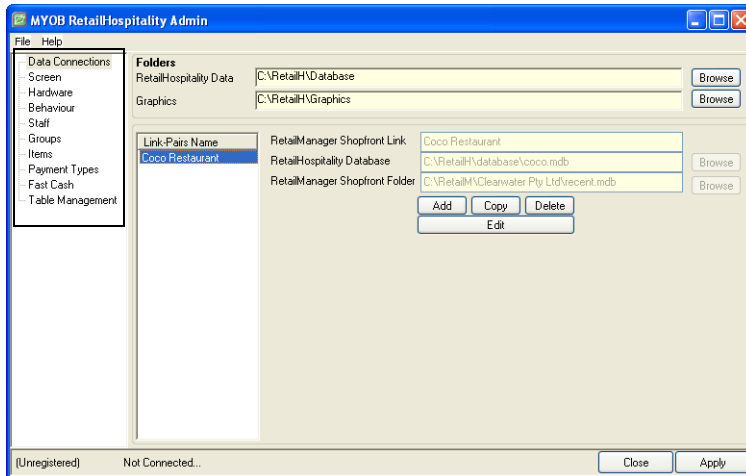 MYOB RetailHospitality Admin
File Help
Data Connections
Screen
Hardware
Behaviour
Staff
Groups
Items
Payment Types
Fast Cash
Table Management
Folders
RetailHospitality Data C:\RetailH\Database Browse
Graphics C:\RetailH\Graphics Browse
Link-Pairs Name
Coco Restaurant
RetailManager Shopfront Link Coco Restaurant
RetailHospitality Database C:\RetailH\database\coco.mdb Browse
RetailManager Shopfront Folder C:\RetailM\Clearwater Pty Ltd\recent.mdb Browse
Add Copy Delete
Edit
(Unregistered) Not Connected... Close Apply